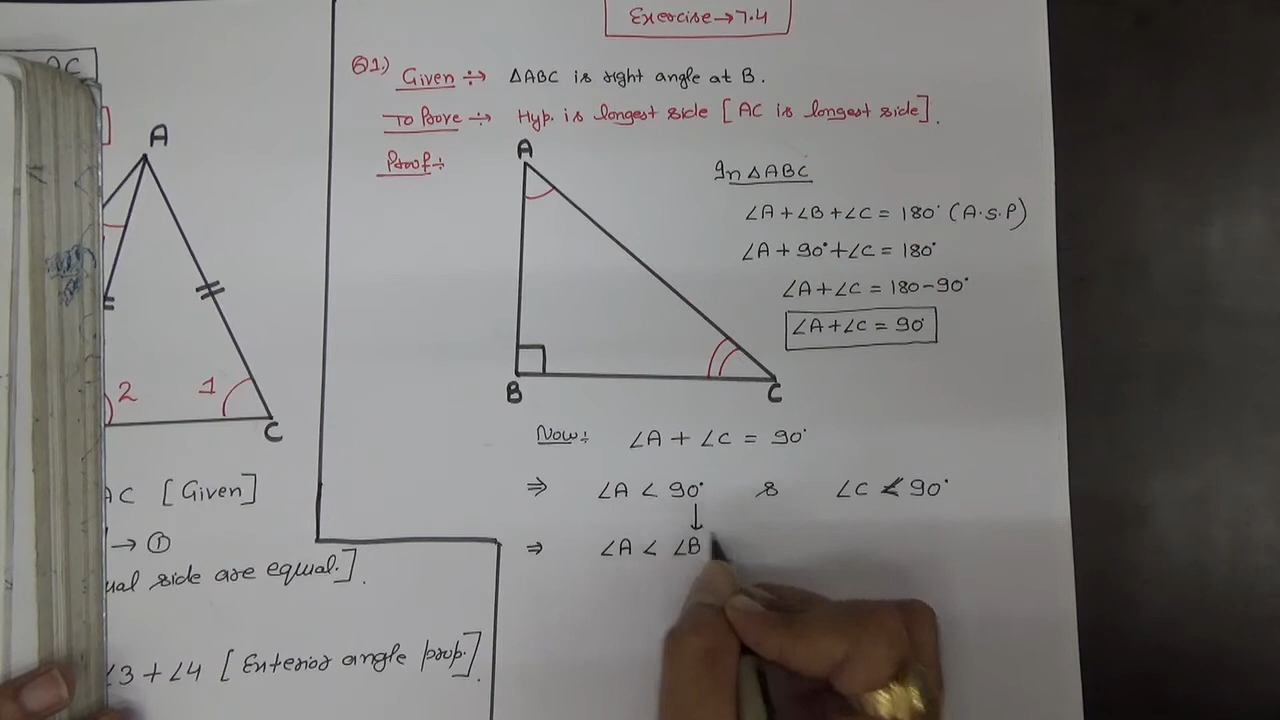 Exercise → 7.4
Q1.) Given ÷→ ΔABC is right angle at B.
To Prove ÷→ Hyp. is longest side [AC is longest side].
Proof÷
A
B
C
In ΔABC
∠A+∠B+∠C = 180° (A.S.P)
∠A + 90°+∠C = 180°
∠A+∠C = 180-90°
∠A+∠C = 90°
Now÷ ∠A + ∠C = 90°
⇒ ∠A < 90° & ∠C < 90°
↓
⇒ ∠A < ∠B
A
2
1
C
AC [Given]
→ ①
ual side are equal.].
∠3 + ∠4 [Exterior angle prop.].